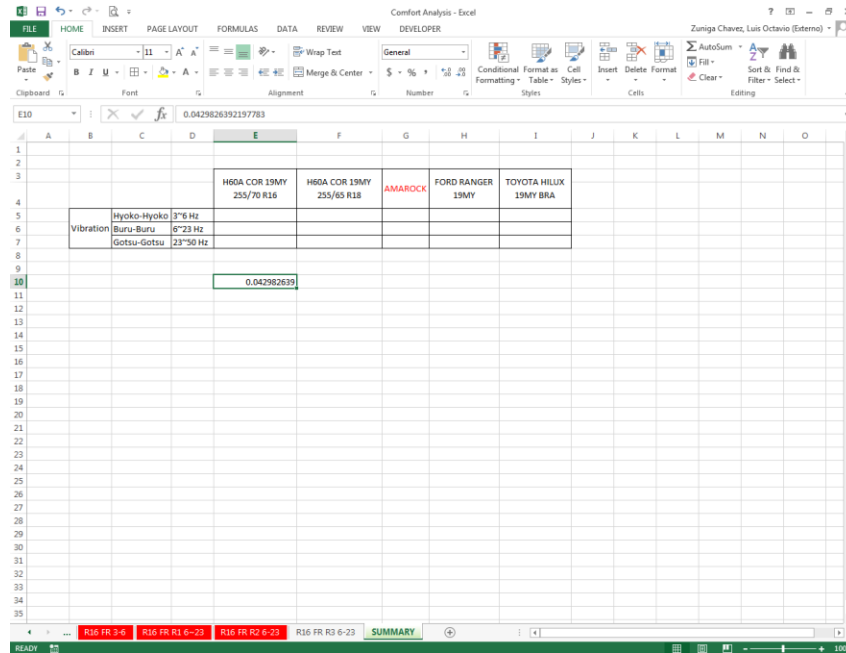 Comfort Analysis - Excel
FILE HOME INSERT PAGE LAYOUT FORMULAS DATA REVIEW VIEW DEVELOPER Zuniga Chavez, Luis Octavio (Externo)
Paste
Calibri 11 A A
B I U A
Wrap Text
Merge & Center
General
$ % ,
Conditional Formatting
Format as Table
Cell Styles
Insert Delete Format
AutoSum
Fill
Clear
Sort & Filter
Find & Select
Clipboard Font Alignment Number Styles Cells Editing
E10 fx 0.0429826392197783
A B C D E F G H I J K L M N O
1
2
3
H60A COR 19MY 255/70 R16
H60A COR 19MY 255/65 R18
AMAROCK
FORD RANGER 19MY
TOYOTA HILUX 19MY BRA
4
5 Hyoko-Hyoko 3~6 Hz
6 Vibration Buru-Buru 6~23 Hz
7 Gotsu-Gotsu 23~50 Hz
8
9
10 0.042982639
11
12
13
14
15
16
17
18
19
20
21
22
23
24
25
26
27
28
29
30
31
32
33
34
35
... R16 FR 3-6 R16 FR R1 6~23 R16 FR R2 6-23 R16 FR R3 6-23 SUMMARY
READY 100